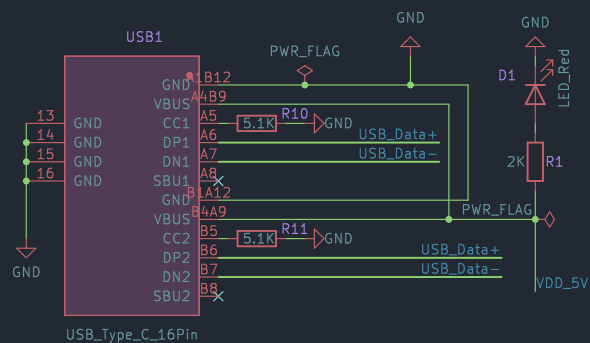 GND
GND
USB1
PWR_FLAG
LED_Red
D1
GND A1B12
VBUS A4B9
13 GND
CC1 A5 5.1K R10 GND
14 GND
DP1 A6 USB_Data+
15 GND
DN1 A7 USB_Data-
2K R1
16 GND
SBU1 A8
GND B1A12
PWR_FLAG
VBUS B4A9
CC2 B5 5.1K R11 GND
DP2 B6 USB_Data+
GND
DN2 B7 USB_Data-
VDD_5V
SBU2 B8
USB_Type_C_16Pin